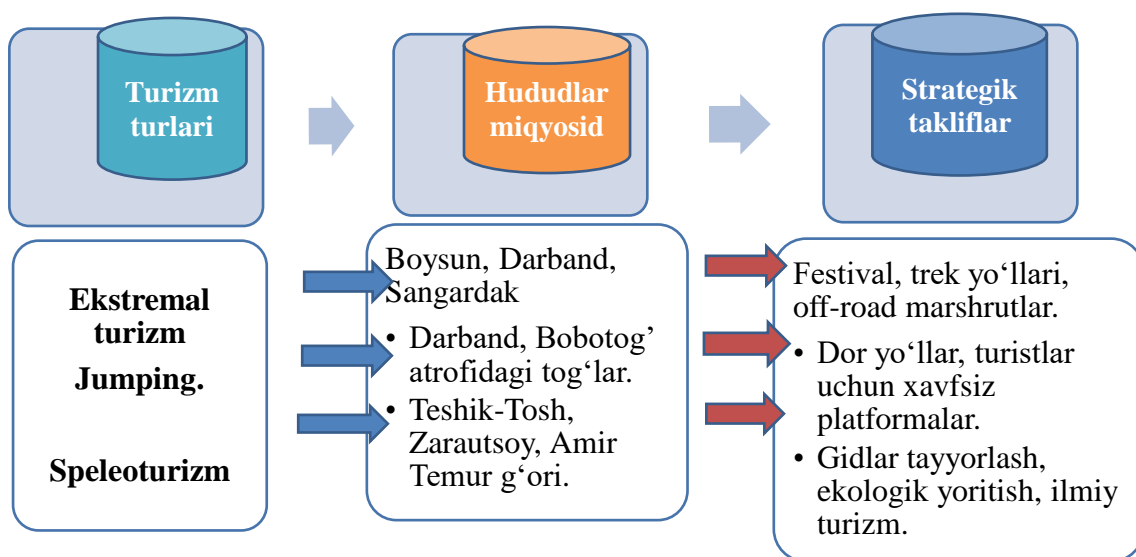 Turizm
turlari
Hududlar
miqyosid
Strategik
takliflar
Ekstremal
turizm
Jumping.
Speleoturizm
Boysun, Darband,
Sangardak
• Darband, Bobotog’
atrofidagi tog‘lar.
• Teshik-Tosh,
Zarautsoy, Amir
Temur g‘ori.
Festival, trek yo‘llari,
off-road marshrutlar.
• Dor yo‘llar, turistlar
uchun xavfsiz
platformalar.
• Gidlar tayyorlash,
ekologik yoritish, ilmiy
turizm.